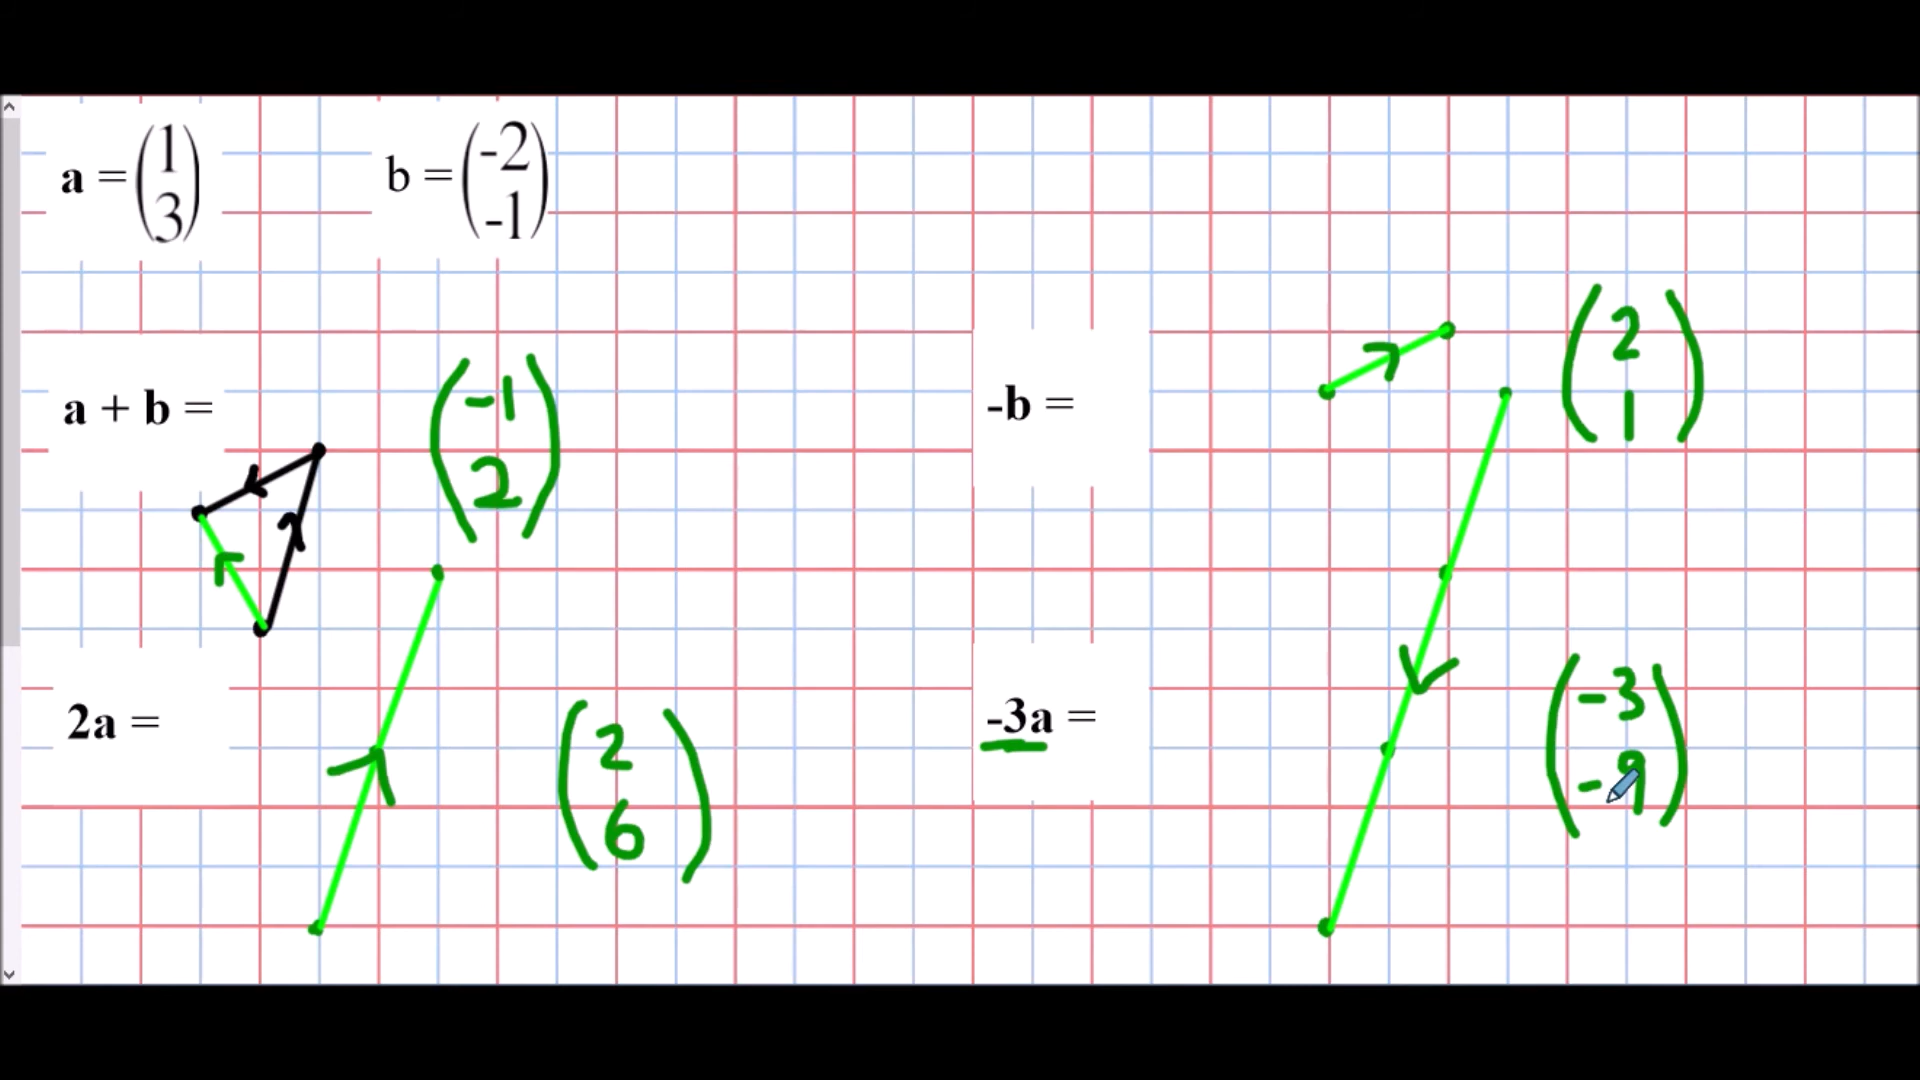 a = (1
3)
b = (-2
-1)
a + b =
(-1
2)
2a =
(2
6)
-b =
(2
1)
-3a =
(-3
-9)